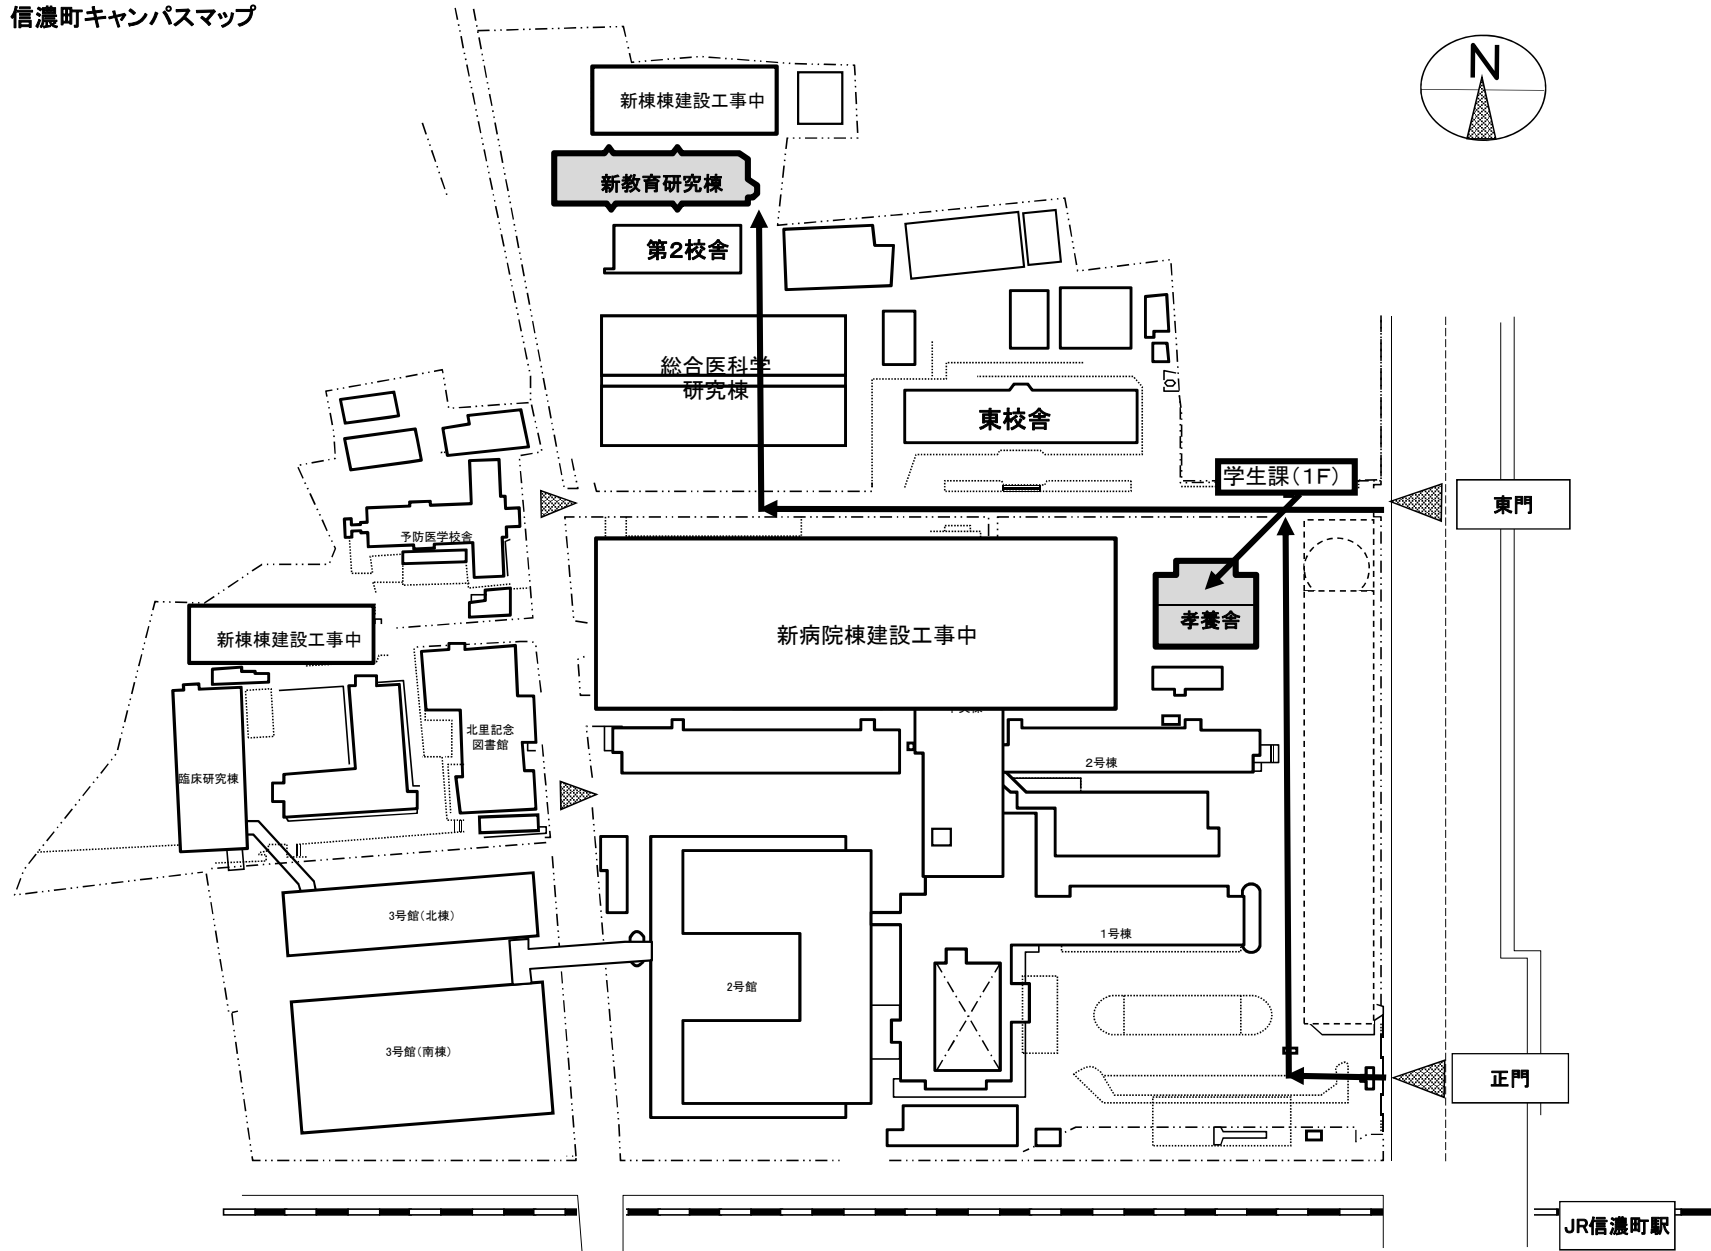 信濃町キャンパスマップ
N
新棟棟建設工事中
新教育研究棟
第2校舎
総合医科学
研究棟
東校舎
学生課(1F)
東門
予防医学校舎
孝養舎
新棟棟建設工事中
新病院棟建設工事中
北里記念
図書館
臨床研究棟
2号棟
3号館(北棟)
1号棟
2号館
3号館(南棟)
正門
JR信濃町駅